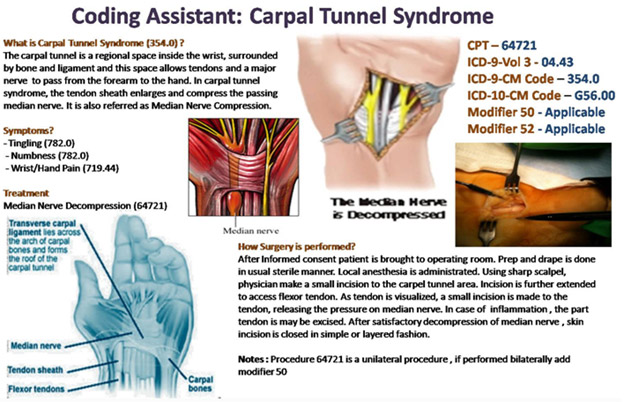 Coding Assistant: Carpal Tunnel Syndrome
What is Carpal Tunnel Syndrome (354.0) ?
The carpal tunnel is a regional space inside the wrist, surrounded
by bone and ligament and this space allows tendons and a major
nerve to pass from the forearm to the hand. In carpal tunnel
syndrome, the tendon sheath enlarges and compress the passing
median nerve. It is also referred as Median Nerve Compression.
Symptoms?
- Tingling (782.0)
- Numbness (782.0)
- Wrist/Hand Pain (719.44)
Treatment
Median Nerve Decompression (64721)
Transverse carpal
ligament lies across
the arch of carpal
bones and forms
the roof of the
carpal tunnel
Median nerve
Tendon sheath
Flexor tendons
Carpal
bones
Median nerve
The Median Nerve
is Decompressed
CPT – 64721
ICD-9-Vol 3 - 04.43
ICD-9-CM Code – 354.0
ICD-10-CM Code – G56.00
Modifier 50 - Applicable
Modifier 52 - Applicable
How Surgery is performed?
After Informed consent patient is brought to operating room. Prep and drape is done
in usual sterile manner. Local anesthesia is administrated. Using sharp scalpel,
physician make a small incision to the carpel tunnel area. Incision is further extended
to access flexor tendon. As tendon is visualized, a small incision is made to the
tendon, releasing the pressure on median nerve. In case of inflammation , the part
tendon is may be excised. After satisfactory decompression of median nerve , skin
incision is closed in simple or layered fashion.
Notes : Procedure 64721 is a unilateral procedure , if performed bilaterally add
modifier 50